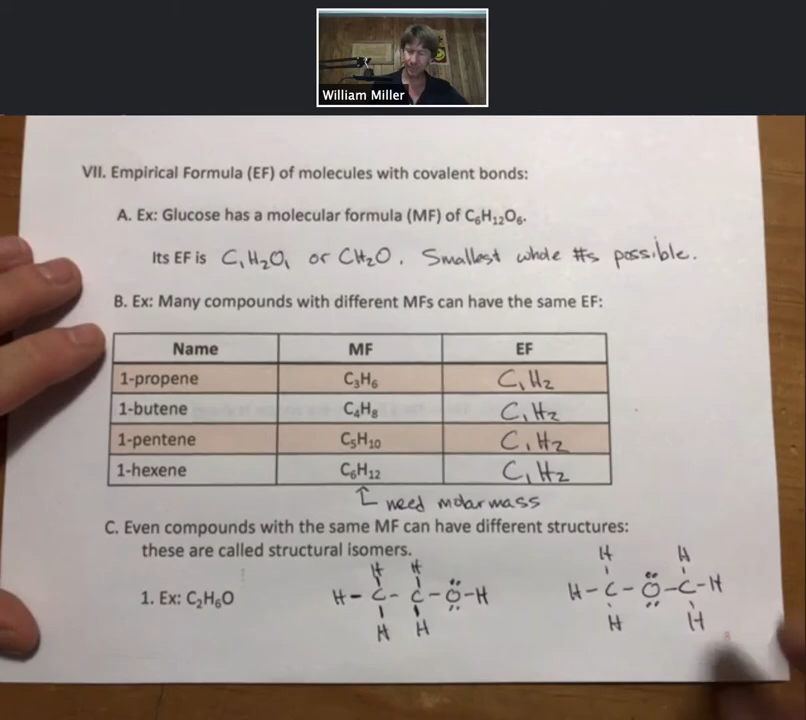 William Miller
VII. Empirical Formula (EF) of molecules with covalent bonds:
A. Ex: Glucose has a molecular formula (MF) of C₆H₁₂O₆.
Its EF is C₁H₂O₁ or CH₂O. Smallest whole #s possible.
B. Ex: Many compounds with different MFs can have the same EF:
Name MF EF
1-propene C₃H₆ C₁H₂
1-butene C₄H₈ C₁H₂
1-pentene C₅H₁₀ C₁H₂
1-hexene C₆H₁₂ C₁H₂
need molar mass
C. Even compounds with the same MF can have different structures:
these are called structural isomers.
H H H H
1. Ex: C₂H₆O H-C-C-O-H H-C-O-C-H
H H H H
8